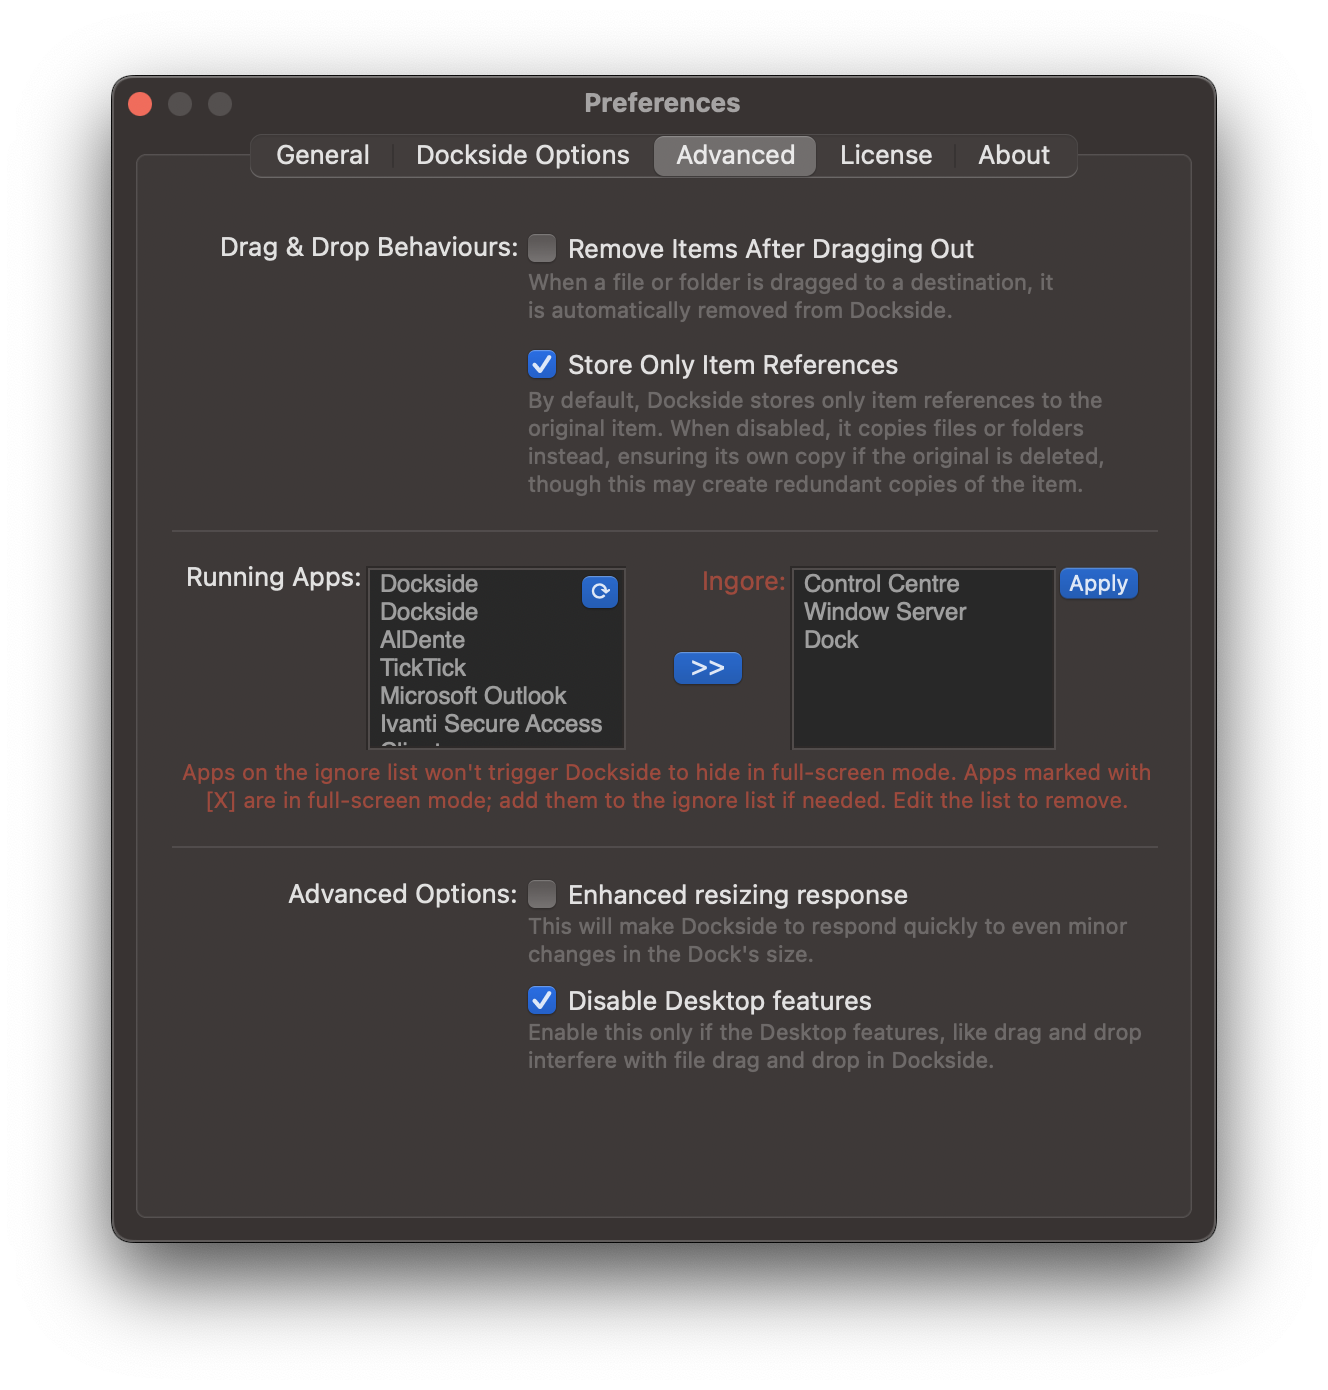 Preferences
General
Dockside Options
Advanced
License
About
Drag & Drop Behaviours:
Remove Items After Dragging Out
When a file or folder is dragged to a destination, it
is automatically removed from Dockside.
Store Only Item References
By default, Dockside stores only item references to the
original item. When disabled, it copies files or folders
instead, ensuring its own copy if the original is deleted,
though this may create redundant copies of the item.
Running Apps:
Dockside
Dockside
AlDente
TickTick
Microsoft Outlook
Ivanti Secure Access
>>
Ingore:
Control Centre
Window Server
Dock
Apply
Apps on the ignore list won't trigger Dockside to hide in full-screen mode. Apps marked with
[X] are in full-screen mode; add them to the ignore list if needed. Edit the list to remove.
Advanced Options:
Enhanced resizing response
This will make Dockside to respond quickly to even minor
changes in the Dock's size.
Disable Desktop features
Enable this only if the Desktop features, like drag and drop
interfere with file drag and drop in Dockside.